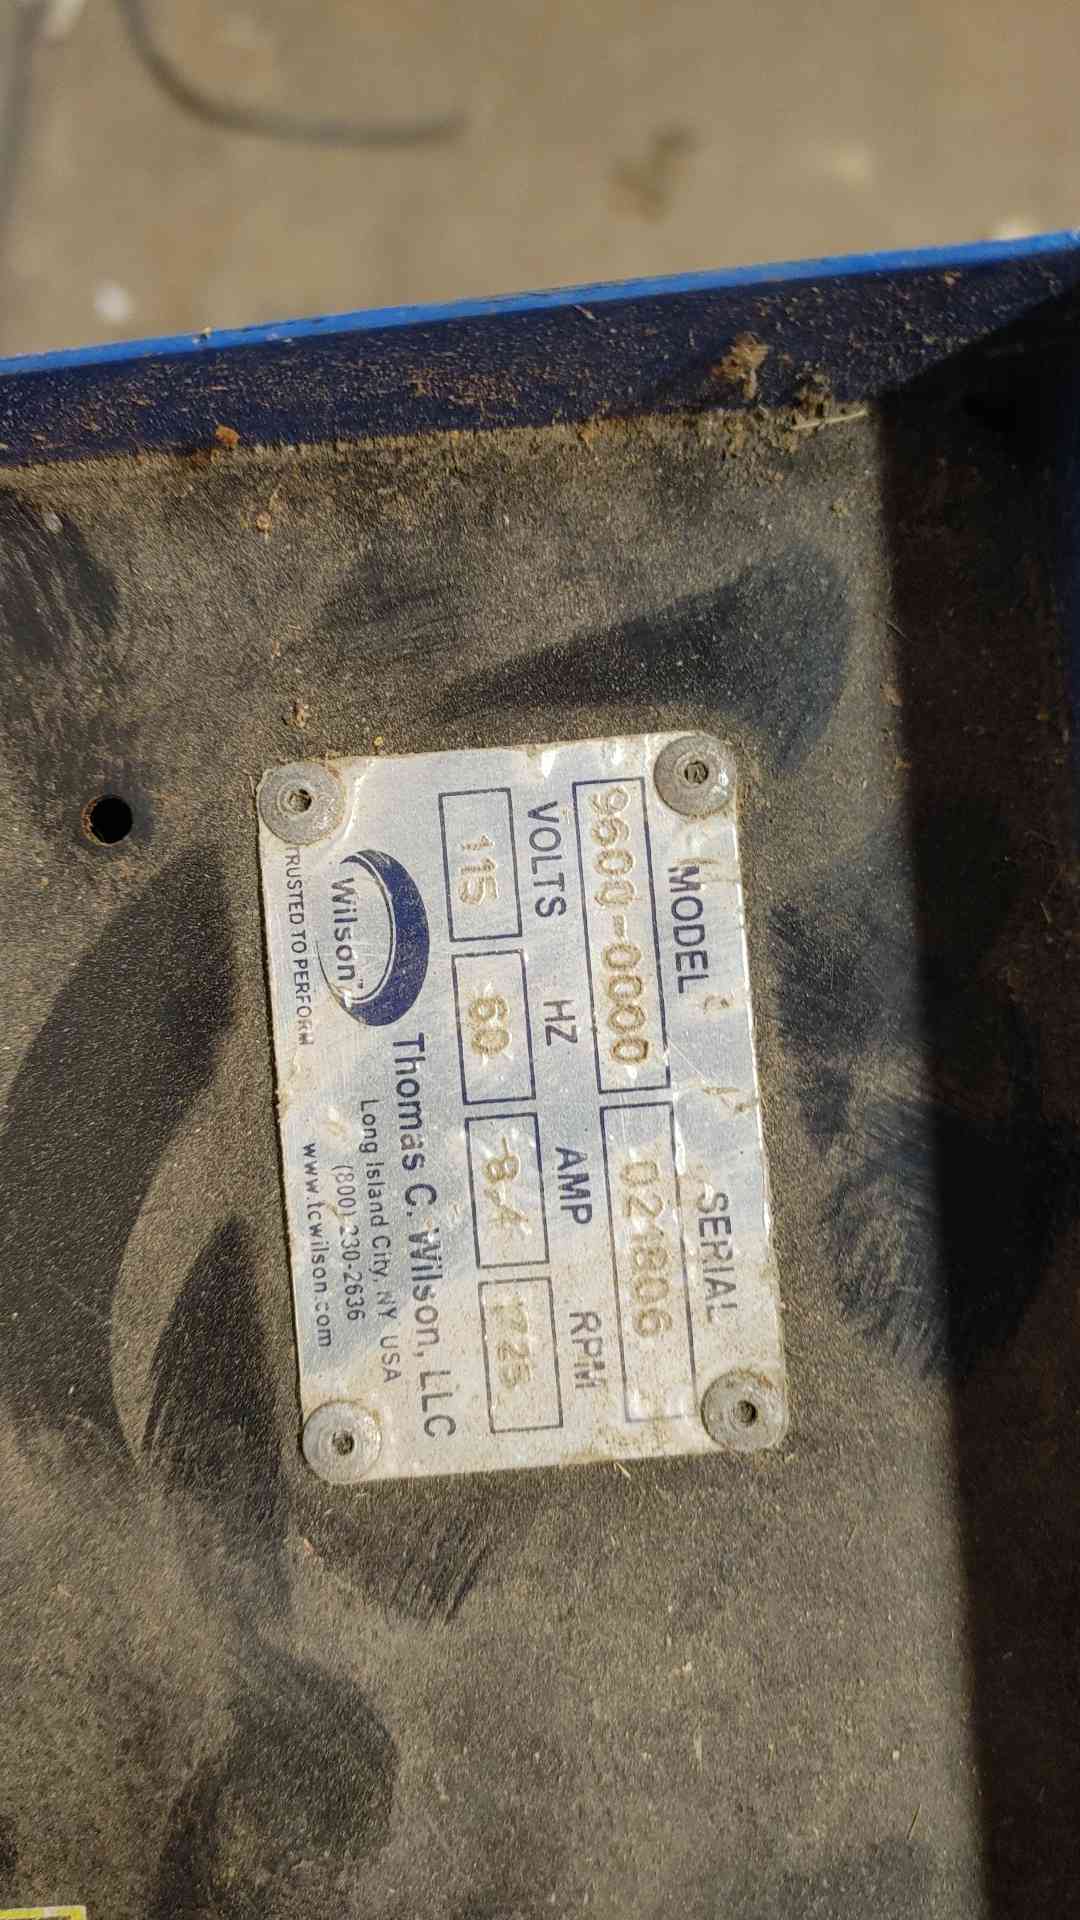 MODEL SERIAL
9600-0000 021806
VOLTS HZ AMP RPM
115 60 8.4 1725
Wilson™ Thomas C. Wilson, LLC
Long Island City, NY USA
(800) 230-2636
TRUSTED TO PERFORM www.tcwilson.com